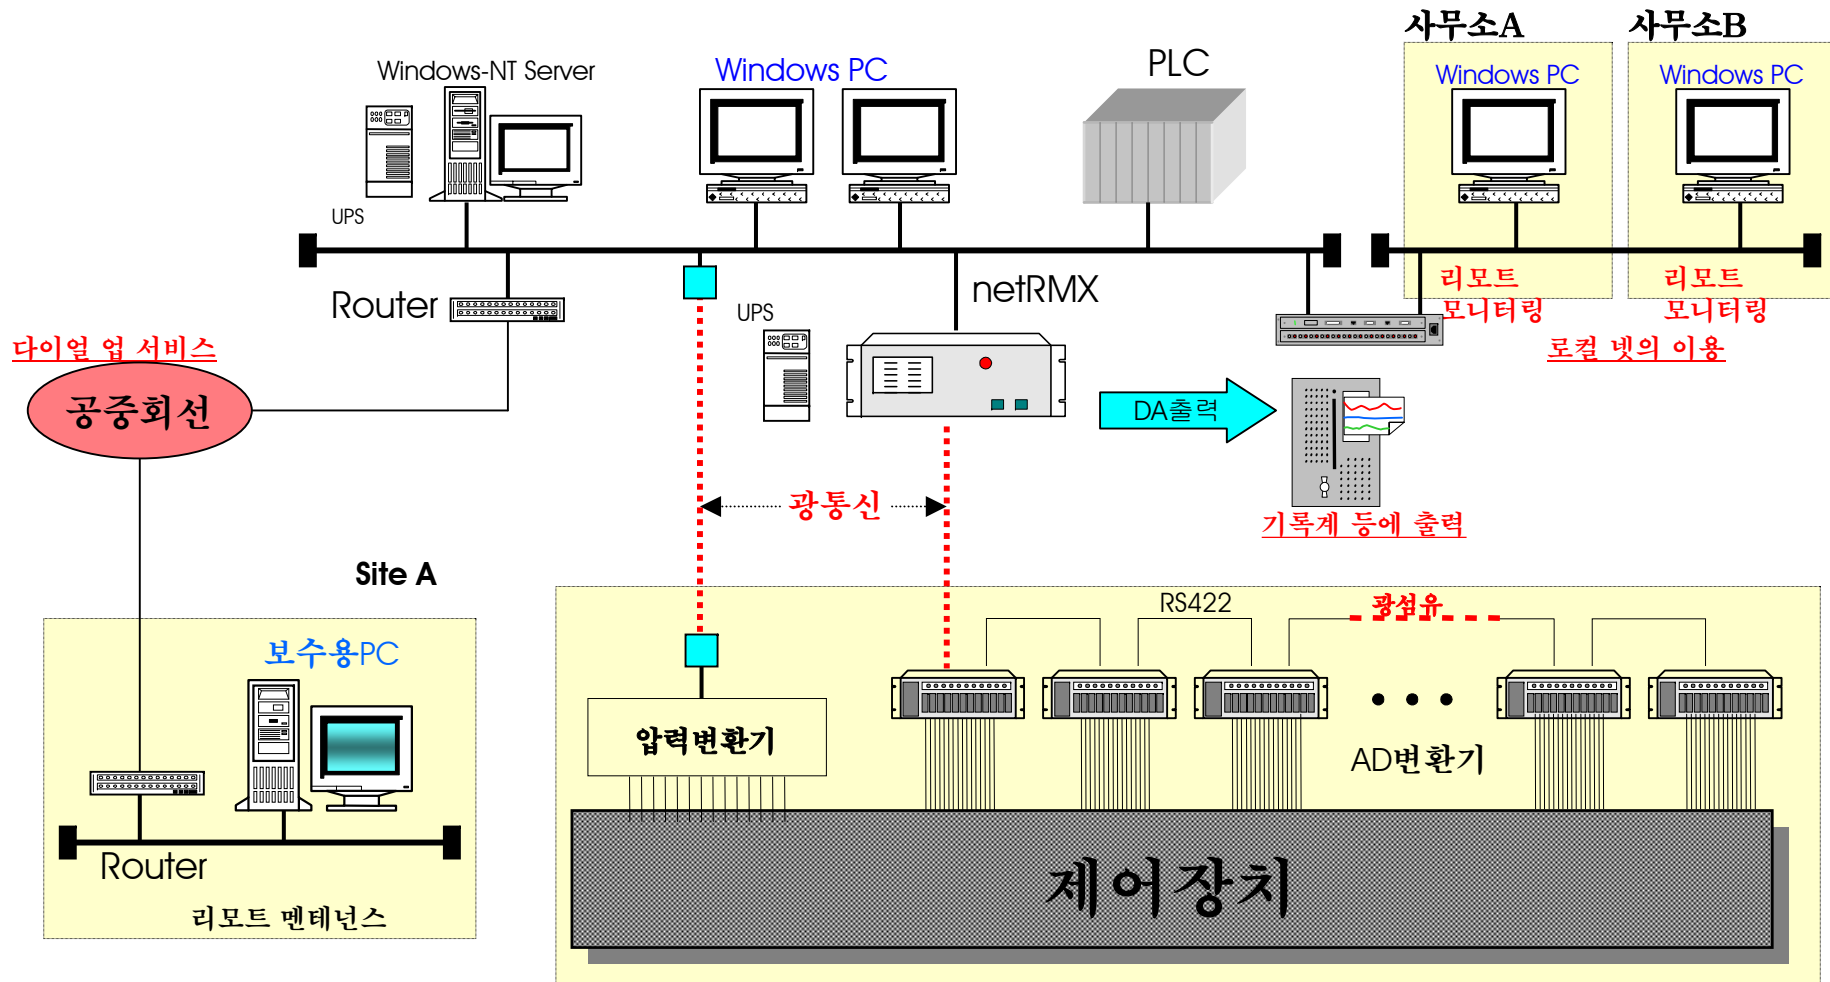 사무소A
사무소B
Windows-NT Server
Windows PC
PLC
Windows PC
Windows PC
UPS
Router
netRMX
리모트
모니터링
리모트
모니터링
UPS
다이얼 업 서비스
로컬 넷의 이용
공중회선
DA출력
광통신
기록계 등에 출력
Site A
RS422
광섬유
보수용PC
압력변환기
AD변환기
Router
제어장치
리모트 멘테넌스